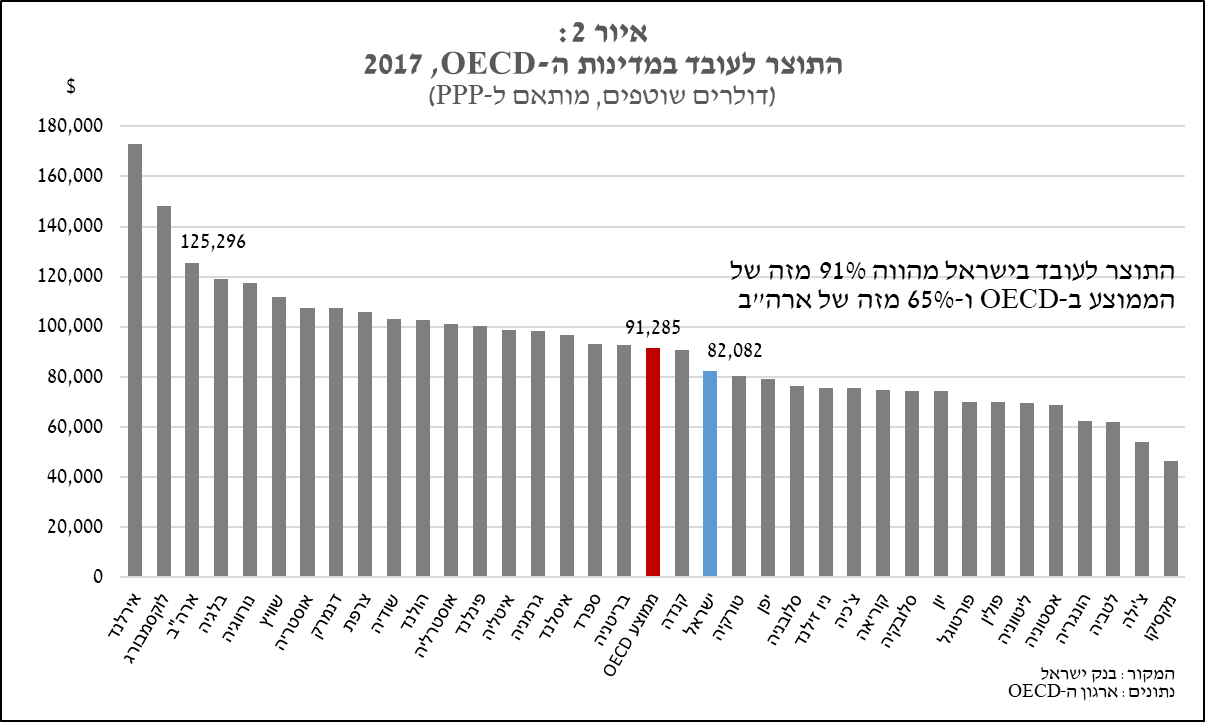 איור 2:
התוצר לעובד במדינות ה-OECD, 2017
(דולרים שוטפים, מותאם ל-PPP)
$
180,000
160,000
140,000
120,000
100,000
80,000
60,000
40,000
20,000
0
125,296
91,285
82,082
התוצר לעובד בישראל מהווה 91% מזה של
הממוצע ב-OECD ו-65% מזה של ארה״ב
אירלנד
לוקסמבורג
ארה"ב
בלגיה
נורווגיה
שוויץ
אוסטריה
דנמרק
צרפת
שודיה
הולנד
אוסטרליה
פינלנד
איטליה
גרמניה
איסלנד
ספרד
בריטניה
ממוצע OECD
קנדה
ישראל
טורקיה
יפן
סלובניה
ניו זילנד
צ'כיה
קוריאה
סלובקיה
יון
פורטוגל
פולין
ליטווניה
אסטוניה
הונגריה
לטביה
צ'ילה
מקסיקו
המקור : בנק ישראל
נתונים : ארגון ה-OECD